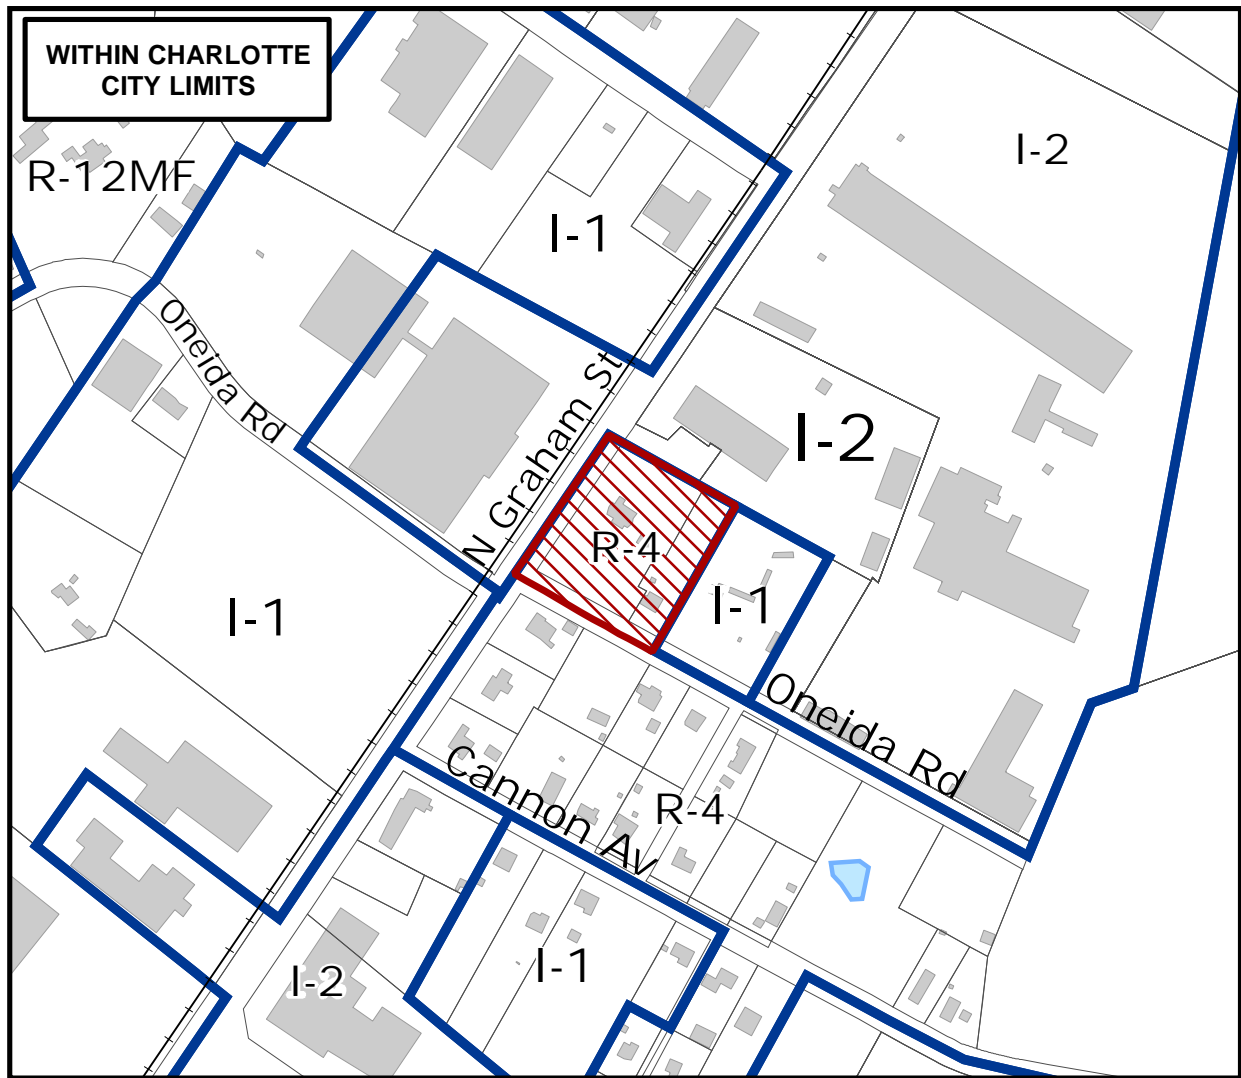 WITHIN CHARLOTTE
CITY LIMITS
R-12MF
I-2
I-1
Oneida Rd
N Graham St
I-2
R-4
I-1
I-1
Oneida Rd
Cannon Av
R-4
I-1
I-2